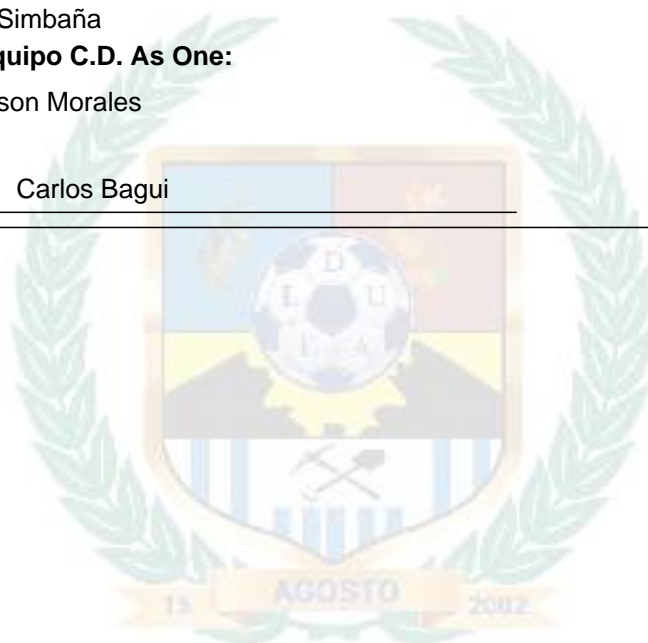 Simbaña
quipo C.D. As One:
son Morales
Carlos Bagui
D
L U
L A
15 AGOSTO 2002